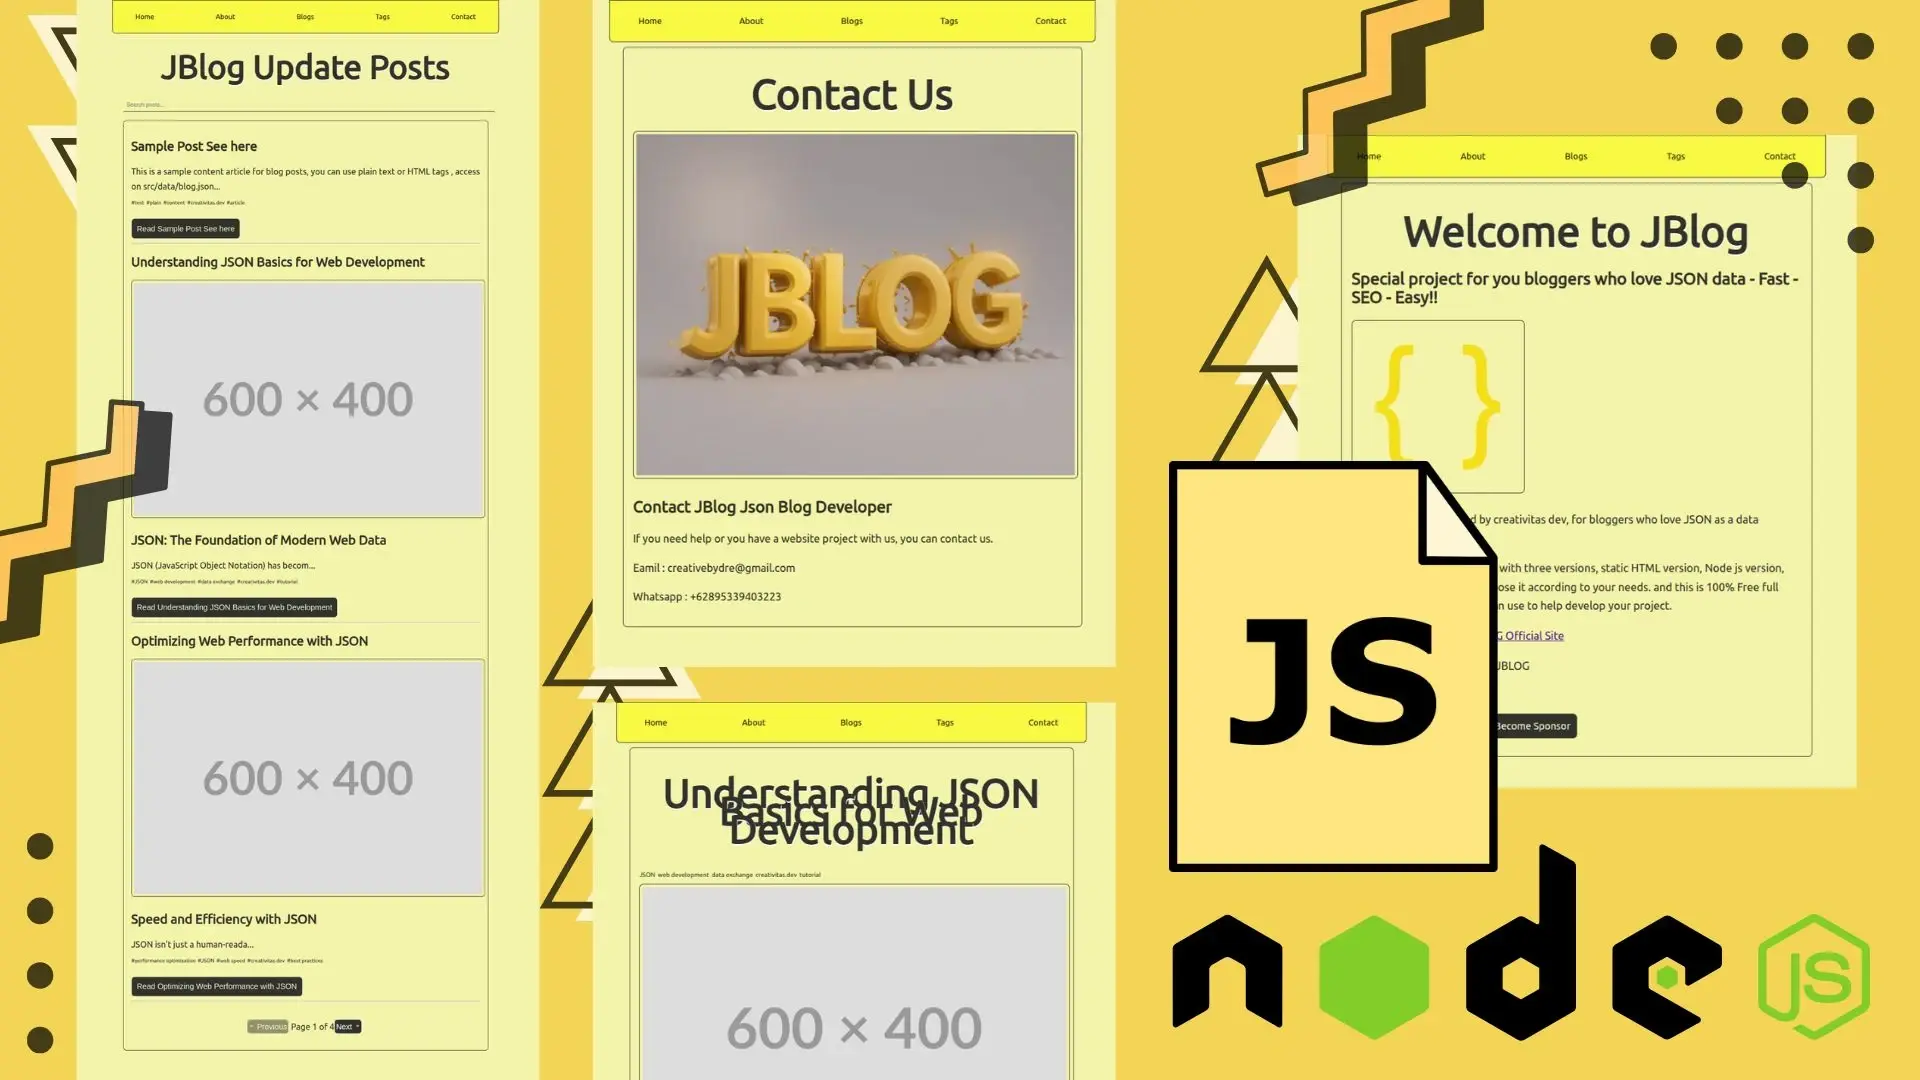 Home About Blogs Tags Contact
JBlog Update Posts
Search posts...
Sample Post See here
This is a sample content article for blog posts, you can use plain text or HTML tags , access
on src/data/blog.json...
#text #plain #content #creativitas.dev #article
Read Sample Post See here
Understanding JSON Basics for Web Development
600 × 400
JSON: The Foundation of Modern Web Data
JSON (JavaScript Object Notation) has becom...
#JSON #web development #data exchange #creativitas.dev #tutorial
Read Understanding JSON Basics for Web Development
Optimizing Web Performance with JSON
600 × 400
Speed and Efficiency with JSON
JSON isn't just a human-reada...
#performance optimization #JSON #web speed #creativitas.dev #best practices
Read Optimizing Web Performance with JSON
Previous Page 1 of 4 Next
Home About Blogs Tags Contact
Contact Us
JBLOG
Contact JBlog Json Blog Developer
If you need help or you have a website project with us, you can contact us.
Eamil : creativebydre@gmail.com
Whatsapp : +62895339403223
Home About Blogs Tags Contact
Understanding JSON
Basics for Web
Development
JSON web development data exchange creativitas.dev tutorial
600 × 400
Home About Blogs Tags Contact
Welcome to JBlog
Special project for you bloggers who love JSON data - Fast -
SEO - Easy!!
{ }
d by creativitas dev, for bloggers who love JSON as a data
with three versions, static HTML version, Node js version,
ose it according to your needs. and this is 100% Free full
n use to help develop your project.
G Official Site
JBLOG
Become Sponsor
JS
node
JS